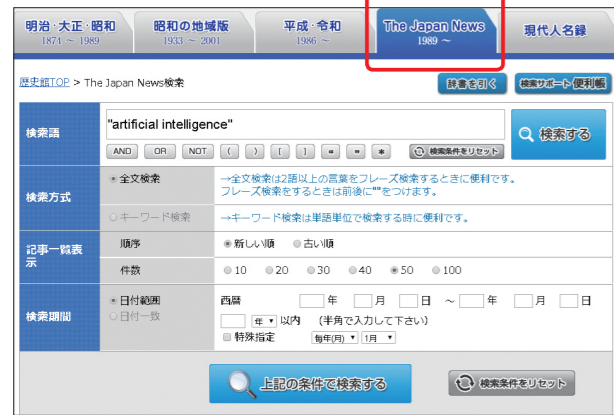 明治・大正・昭和
1874 ～ 1989
昭和の地域版
1933 ～ 2001
平成・令和
1986 ～
The Japan News
1989 ～
現代人名録
歴史館TOP > The Japan News検索
辞書を引く
検索サポート・便利帳
検索語
"artificial intelligence"
AND OR NOT ( ) [ ] " " *
検索条件をリセット
検索する
検索方式
全文検索
→全文検索は2語以上の言葉をフレーズ検索するときに便利です。
フレーズ検索をするときは前後に""をつけます。
キーワード検索
→キーワード検索は単語単位で検索する時に便利です。
記事一覧表示
順序
新しい順 古い順
件数
10 20 30 40 50 100
検索期間
日付範囲
日付一致
西暦 年 月 日 ～ 年 月 日
年 以内 (半角で入力して下さい)
特殊指定 毎年(月) 1月
上記の条件で検索する
検索条件をリセット